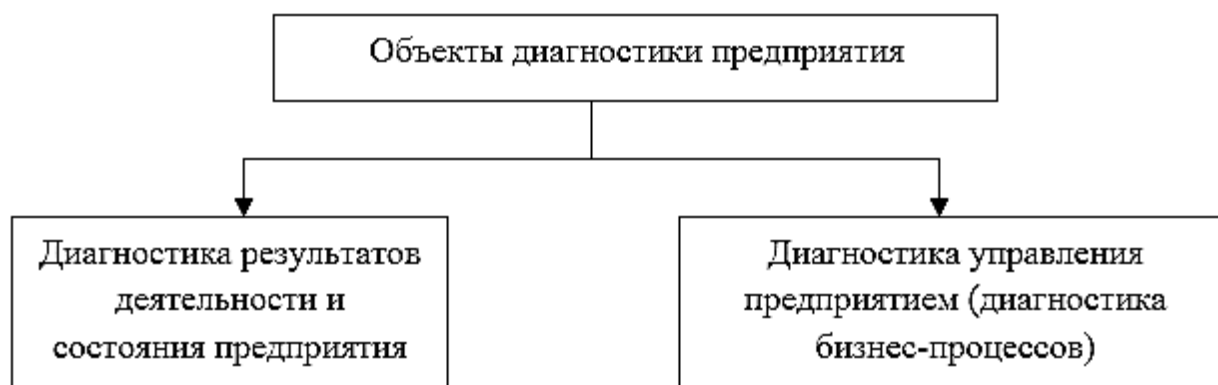 Объекты диагностики предприятия
Диагностика результатов
деятельности и
состояния предприятия
Диагностика управления
предприятием (диагностика
бизнес-процессов)